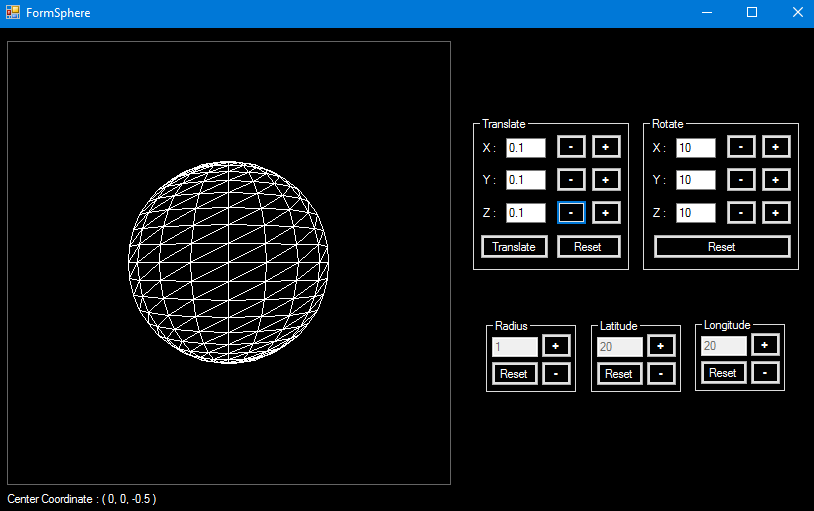 FormSphere
Translate
X : 0.1 - +
Y : 0.1 - +
Z : 0.1 - +
Translate Reset
Rotate
X : 10 - +
Y : 10 - +
Z : 10 - +
Reset
Radius
1 +
Reset -
Latitude
20 +
Reset -
Longitude
20 +
Reset -
Center Coordinate : ( 0, 0, -0.5 )